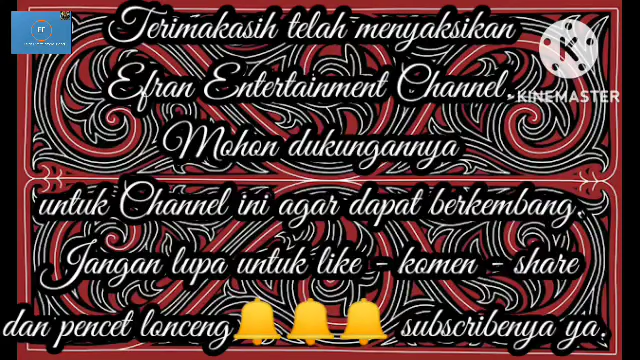 Terimakasih telah menyaksikan
Efran Entertainment Channel.
KINEMASTER
Mohon dukungannya
untuk Channel ini agar dapat berkembang.
Jangan lupa untuk like - komen - share
dan pencet lonceng🔔🔔🔔 subscribenya ya.